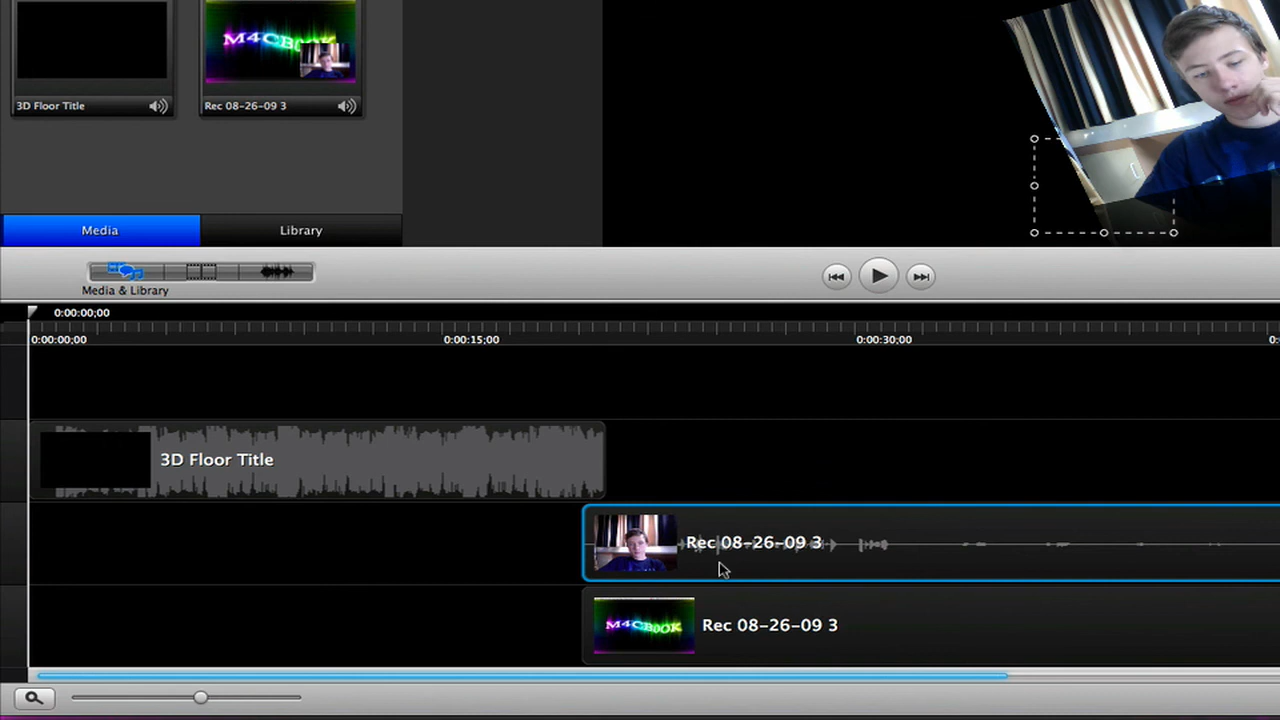 M4CB00K
3D Floor Title
Rec 08-26-09 3
Media
Library
Media & Library
0:00:00;00
0:00:00;00
0:00:15;00
0:00:30;00
3D Floor Title
Rec 08-26-09 3
M4CB00K
Rec 08-26-09 3